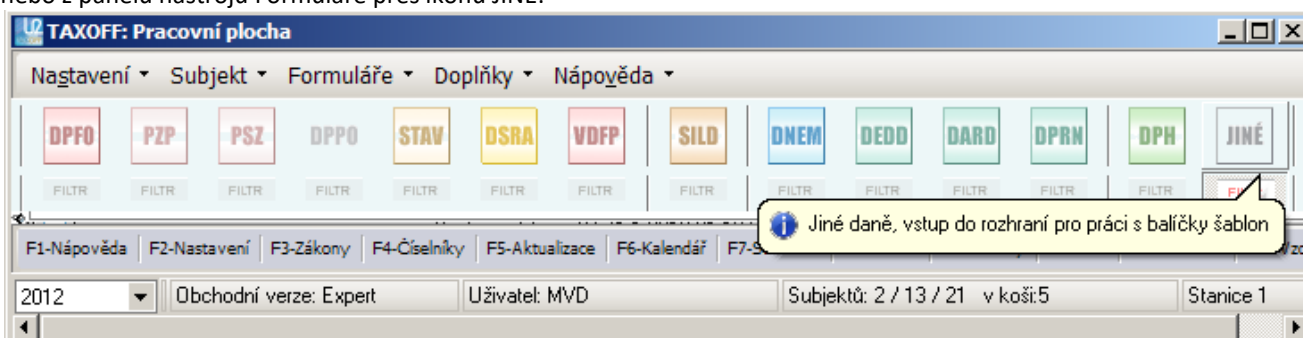 nebo z panelu nástrojů Formuláře přes ikonu JINÉ:
TAXOFF: Pracovní plocha
Nastavení Subjekt Formuláře Doplňky Nápověda
DPFO PZP PSZ DPPO STAV DSRA VDFP SILD DNEM DEDD DARD DPRN DPH JINÉ
FILTR FILTR FILTR FILTR FILTR FILTR FILTR FILTR FILTR FILTR FILTR FILTR FILTR
Jiné daně, vstup do rozhraní pro práci s balíčky šablon
F1-Nápověda F2-Nastavení F3-Zákony F4-Číselníky F5-Aktualizace F6-Kalendář
2012 Obchodní verze: Expert Uživatel: MVD Subjektů: 2 / 13 / 21 v koši:5 Stanice 1